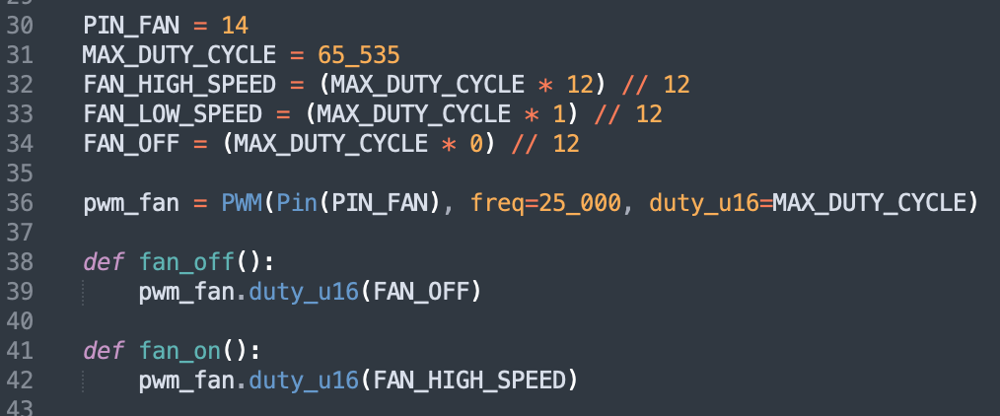 30 PIN_FAN = 14
31 MAX_DUTY_CYCLE = 65_535
32 FAN_HIGH_SPEED = (MAX_DUTY_CYCLE * 12) // 12
33 FAN_LOW_SPEED = (MAX_DUTY_CYCLE * 1) // 12
34 FAN_OFF = (MAX_DUTY_CYCLE * 0) // 12
35
36 pwm_fan = PWM(Pin(PIN_FAN), freq=25_000, duty_u16=MAX_DUTY_CYCLE)
37
38 def fan_off():
39     pwm_fan.duty_u16(FAN_OFF)
40
41 def fan_on():
42     pwm_fan.duty_u16(FAN_HIGH_SPEED)
43